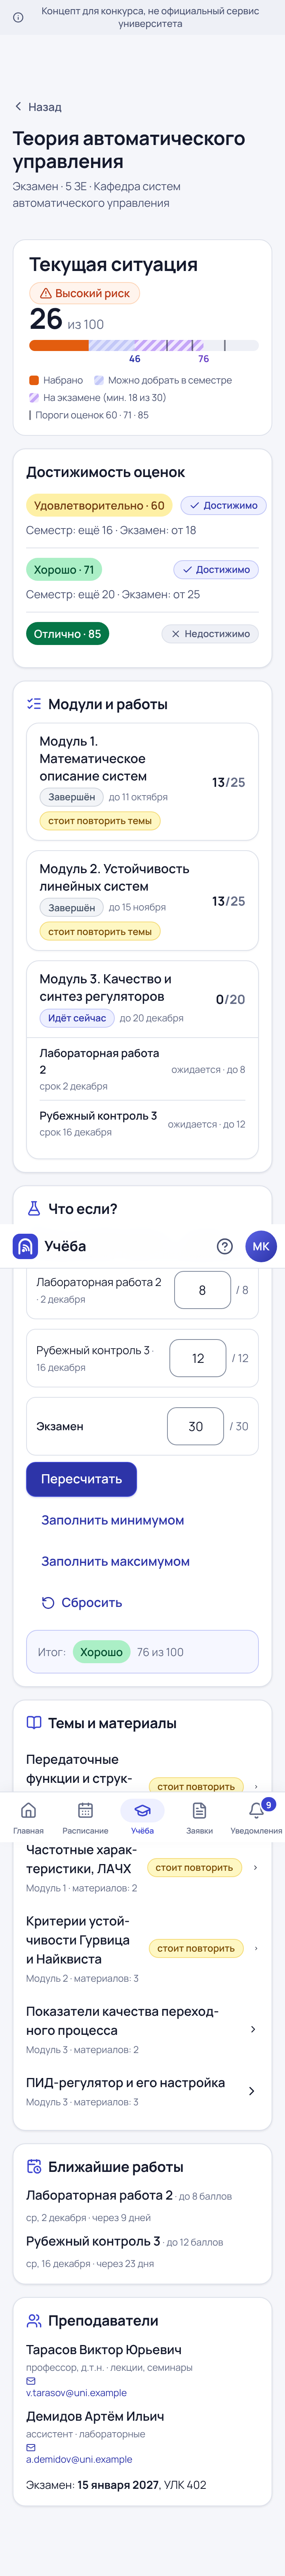 Концепт для конкурса, не официальный сервис
университета
Назад
Теория автоматического
управления
Экзамен · 5 ЗЕ · Кафедра систем
автоматического управления
Текущая ситуация
Высокий риск
26 из 100
46 76
Набрано Можно добрать в семестре
На экзамене (мин. 18 из 30)
Пороги оценок 60 · 71 · 85
Достижимость оценок
Удовлетворительно · 60 Достижимо
Семестр: ещё 16 · Экзамен: от 18
Хорошо · 71 Достижимо
Семестр: ещё 20 · Экзамен: от 25
Отлично · 85 Недостижимо
Модули и работы
Модуль 1.
Математическое
описание систем
13/25
Завершён до 11 октября
стоит повторить темы
Модуль 2. Устойчивость
линейных систем
13/25
Завершён до 15 ноября
стоит повторить темы
Модуль 3. Качество и
синтез регуляторов
0/20
Идёт сейчас до 20 декабря
Лабораторная работа
2
ожидается · до 8
срок 2 декабря
Рубежный контроль 3
ожидается · до 12
срок 16 декабря
Что если?
Учёба
МК
Лабораторная работа 2
· 2 декабря
8 / 8
Рубежный контроль 3 ·
16 декабря
12 / 12
Экзамен 30 / 30
Пересчитать
Заполнить минимумом
Заполнить максимумом
Сбросить
Итог: Хорошо 76 из 100
Темы и материалы
Передаточные
функции и струк-
стоит повторить
9
Главная Расписание Учёба Заявки Уведомления
Частотные харак-
теристики, ЛАЧХ
стоит повторить
Модуль 1 · материалов: 2
Критерии устой-
чивости Гурвица
и Найквиста
стоит повторить
Модуль 2 · материалов: 3
Показатели качества переход-
ного процесса
Модуль 3 · материалов: 2
ПИД-регулятор и его настройка
Модуль 3 · материалов: 3
Ближайшие работы
Лабораторная работа 2 · до 8 баллов
ср, 2 декабря · через 9 дней
Рубежный контроль 3 · до 12 баллов
ср, 16 декабря · через 23 дня
Преподаватели
Тарасов Виктор Юрьевич
профессор, д.т.н. · лекции, семинары
v.tarasov@uni.example
Демидов Артём Ильич
ассистент · лабораторные
a.demidov@uni.example
Экзамен: 15 января 2027, УЛК 402